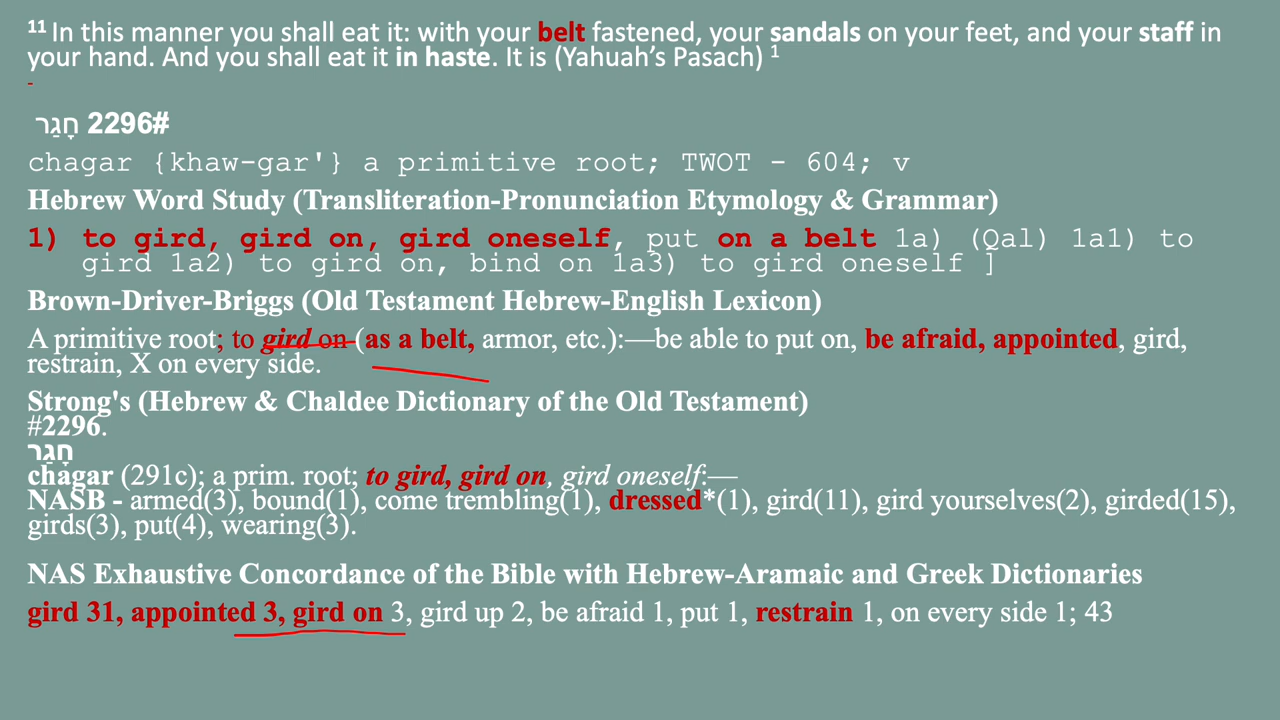 11 In this manner you shall eat it: with your belt fastened, your sandals on your feet, and your staff in
your hand. And you shall eat it in haste. It is (Yahuah’s Pasach) 1
-
חָגַר 2296#
chagar {khaw-gar'} a primitive root; TWOT - 604; v
Hebrew Word Study (Transliteration-Pronunciation Etymology & Grammar)
1) to gird, gird on, gird oneself, put on a belt 1a) (Qal) 1a1) to
gird 1a2) to gird on, bind on 1a3) to gird oneself ]
Brown-Driver-Briggs (Old Testament Hebrew-English Lexicon)
A primitive root; to gird on (as a belt, armor, etc.):—be able to put on, be afraid, appointed, gird,
restrain, X on every side.
Strong's (Hebrew & Chaldee Dictionary of the Old Testament)
#2296.
חָגַר
chagar (291c); a prim. root; to gird, gird on, gird oneself:—
NASB - armed(3), bound(1), come trembling(1), dressed*(1), gird(11), gird yourselves(2), girded(15),
girds(3), put(4), wearing(3).
NAS Exhaustive Concordance of the Bible with Hebrew-Aramaic and Greek Dictionaries
gird 31, appointed 3, gird on 3, gird up 2, be afraid 1, put 1, restrain 1, on every side 1; 43